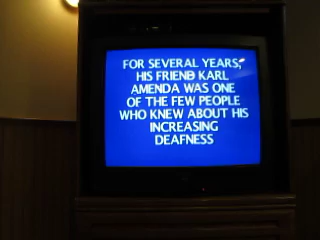 FOR SEVERAL YEARS,
HIS FRIEND KARL
AMENDA WAS ONE
OF THE FEW PEOPLE
WHO KNEW ABOUT HIS
INCREASING
DEAFNESS